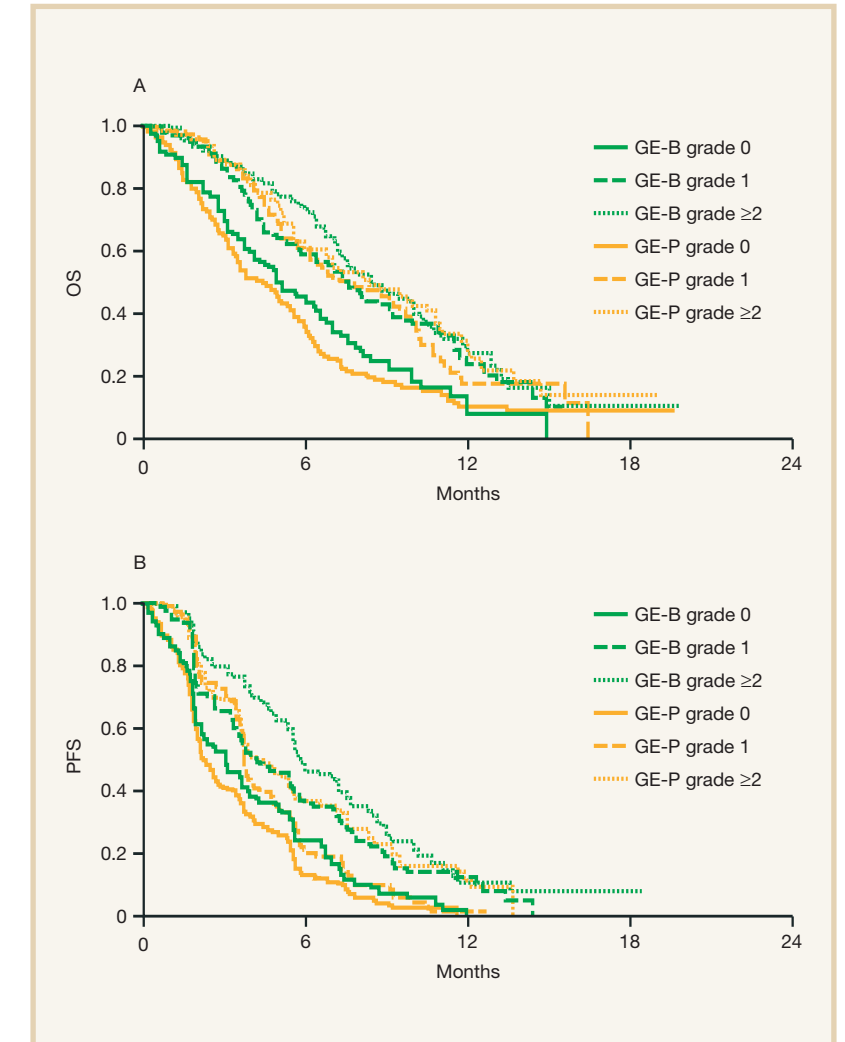 A
1.0
0.8
0.6
0.4
0.2
0
OS
0 6 12 18 24
Months
GE-B grade 0
GE-B grade 1
GE-B grade ≥2
GE-P grade 0
GE-P grade 1
GE-P grade ≥2
B
1.0
0.8
0.6
0.4
0.2
0
PFS
0 6 12 18 24
Months
GE-B grade 0
GE-B grade 1
GE-B grade ≥2
GE-P grade 0
GE-P grade 1
GE-P grade ≥2